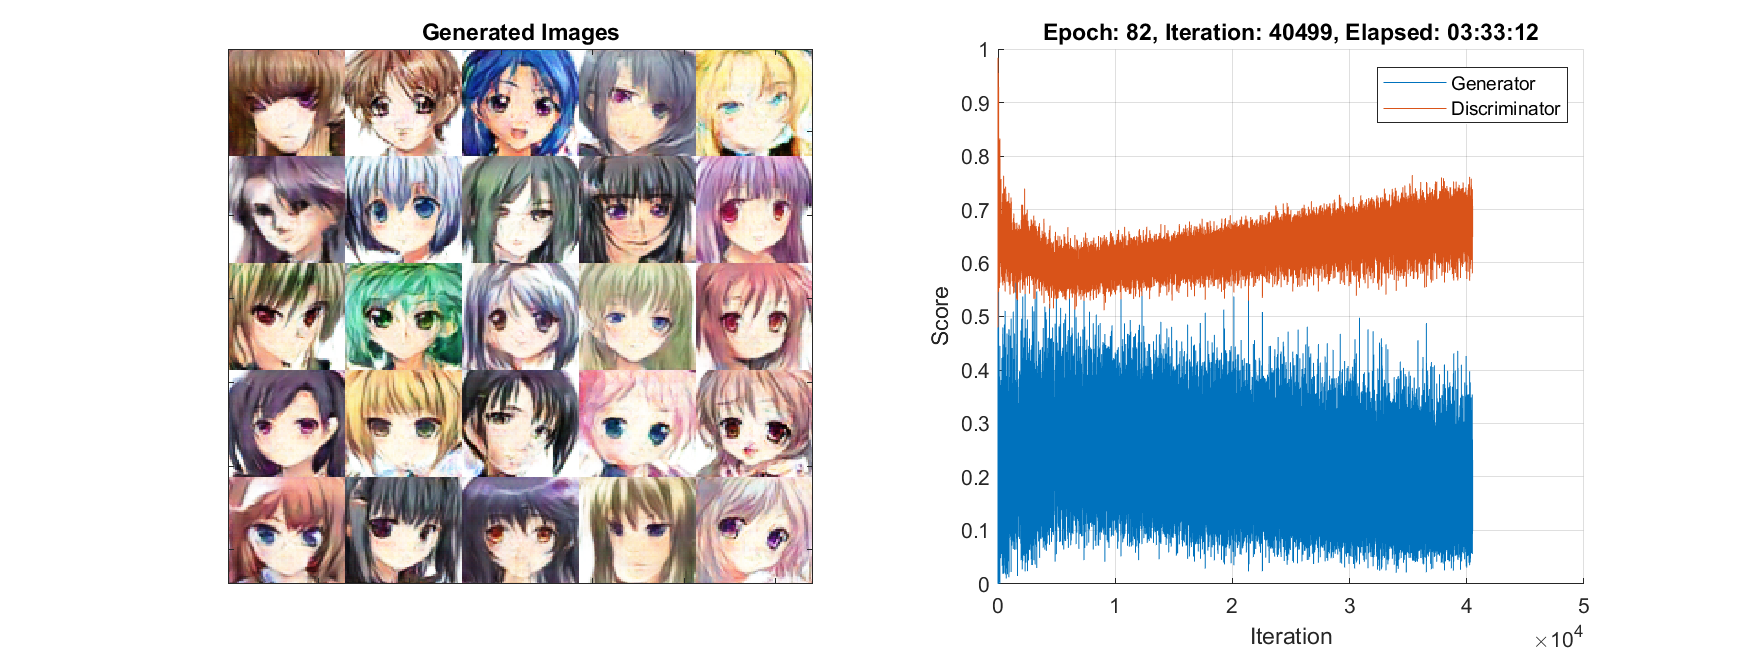 Generated Images
Epoch: 82, Iteration: 40499, Elapsed: 03:33:12
Generator
Discriminator
1
0.9
0.8
0.7
0.6
0.5
0.4
0.3
0.2
0.1
0
Score
0 1 2 3 4 5
Iteration
×10⁴